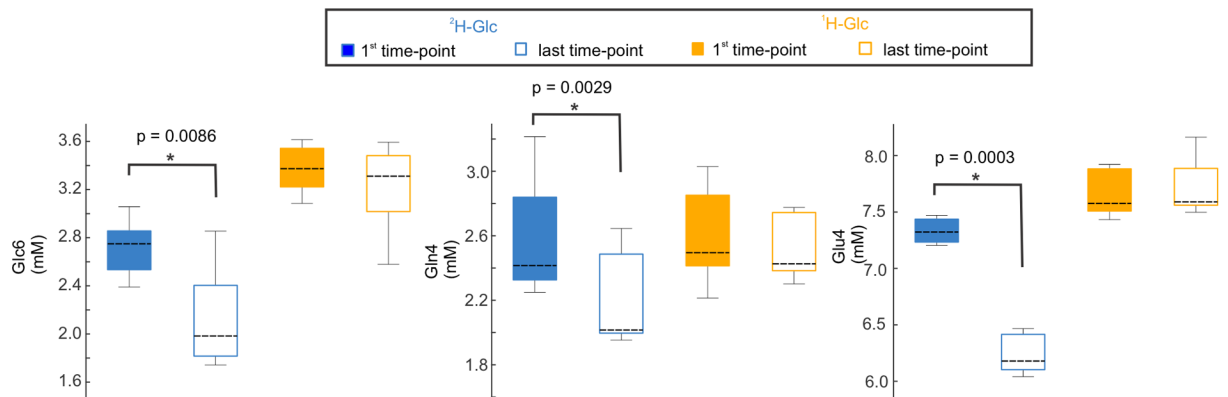 ²H-Glc ¹H-Glc
1st time-point last time-point 1st time-point last time-point
p = 0.0086
*
Glc6
(mM)
3.6
3.2
2.8
2.4
2.0
1.6
p = 0.0029
*
Gln4
(mM)
3.0
2.6
2.2
1.8
p = 0.0003
*
Glu4
(mM)
8.0
7.5
7.0
6.5
6.0